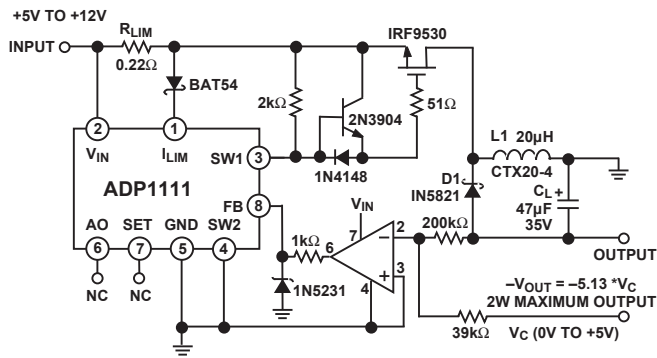 +5V TO +12V
INPUT
RLIM
0.22Ω
BAT54
2kΩ
2N3904
1N4148
IRF9530
51Ω
L1 20µH
CTX20-4
D1
IN5821
CL +
47µF
35V
2
VIN
1
ILIM
SW1 3
ADP1111
FB 8
AO SET GND SW2
6 7 5 4
NC NC
1kΩ
1N5231
VIN
7
6
2
–
+
3
4
200kΩ
OUTPUT
–VOUT = –5.13 *VC
2W MAXIMUM OUTPUT
39kΩ
VC (0V TO +5V)